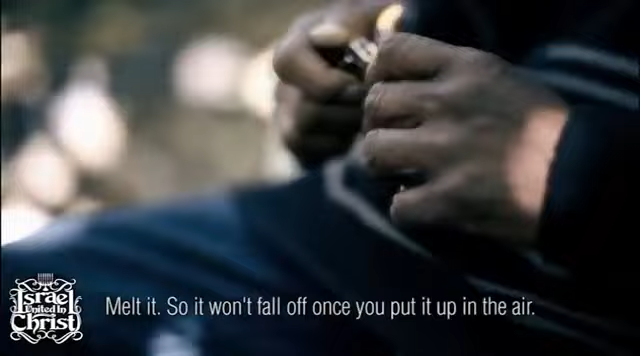 Melt it. So it won't fall off once you put it up in the air.
Israel
United In
Christ